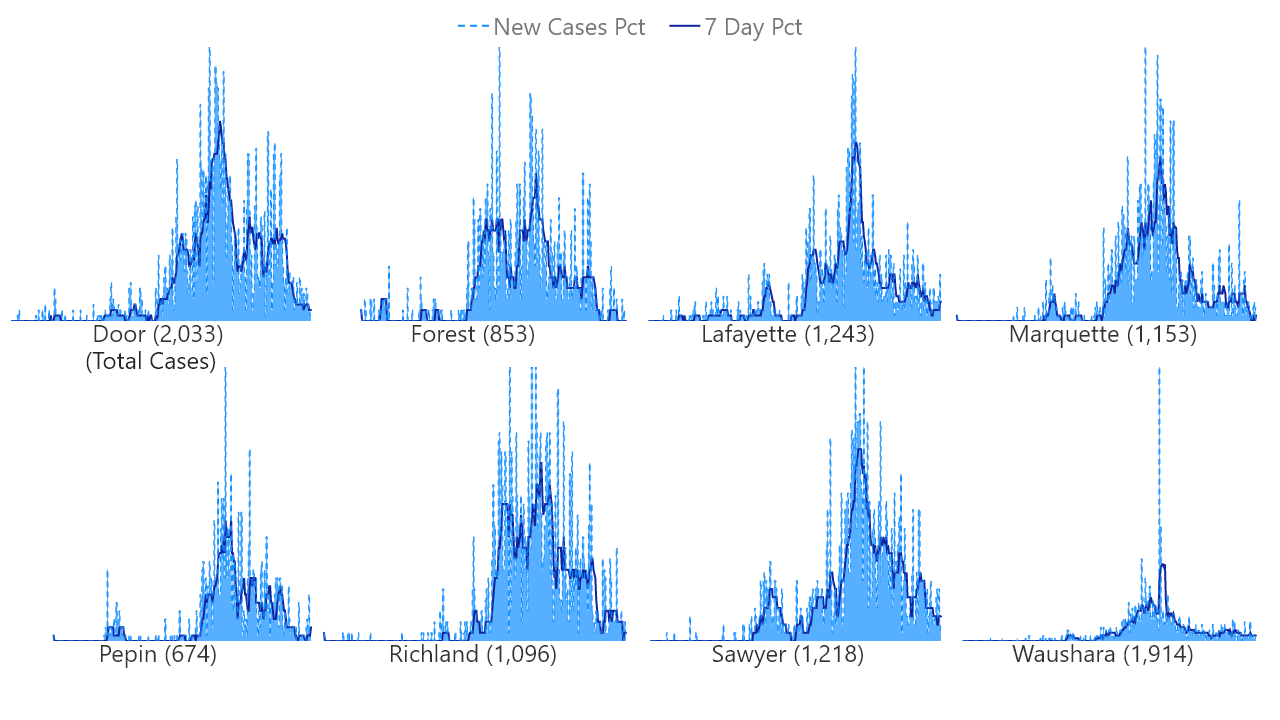 New Cases Pct 7 Day Pct
Door (2,033) Forest (853) Lafayette (1,243) Marquette (1,153)
(Total Cases)
Pepin (674) Richland (1,096) Sawyer (1,218) Waushara (1,914)